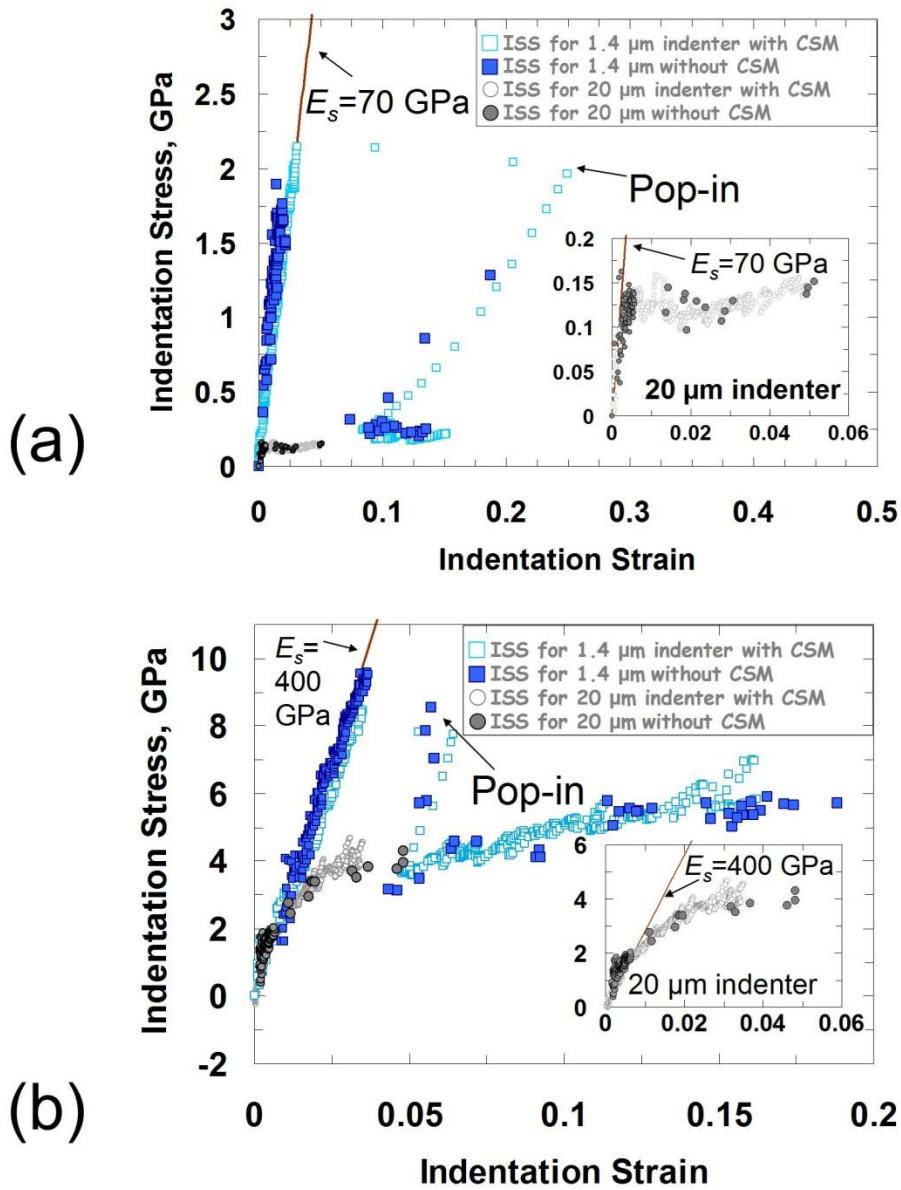 3
2.5
2
1.5
1
0.5
0
Indentation Stress, GPa
E_s=70 GPa
ISS for 1.4 µm indenter with CSM
ISS for 1.4 µm without CSM
ISS for 20 µm indenter with CSM
ISS for 20 µm without CSM
Pop-in
0.2
0.15
0.1
0.05
0
E_s=70 GPa
20 µm indenter
0 0.02 0.04 0.06
(a)
0 0.1 0.2 0.3 0.4 0.5
Indentation Strain
10
8
6
4
2
0
-2
Indentation Stress, GPa
E_s=
400
GPa
ISS for 1.4 µm indenter with CSM
ISS for 1.4 µm without CSM
ISS for 20 µm indenter with CSM
ISS for 20 µm without CSM
Pop-in
6
4
2
0
E_s=400 GPa
20 µm indenter
0 0.02 0.04 0.06
(b)
0 0.05 0.1 0.15 0.2
Indentation Strain